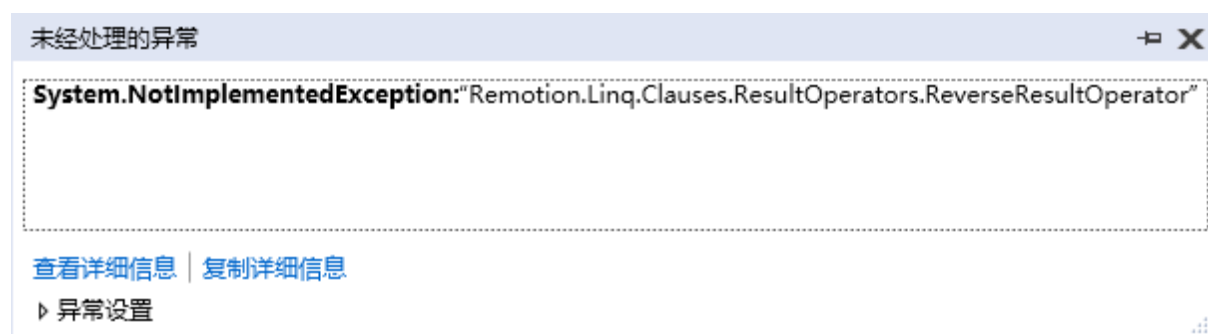 未经处理的异常
System.NotImplementedException:“Remotion.Linq.Clauses.ResultOperators.ReverseResultOperator”
查看详细信息 | 复制详细信息
异常设置